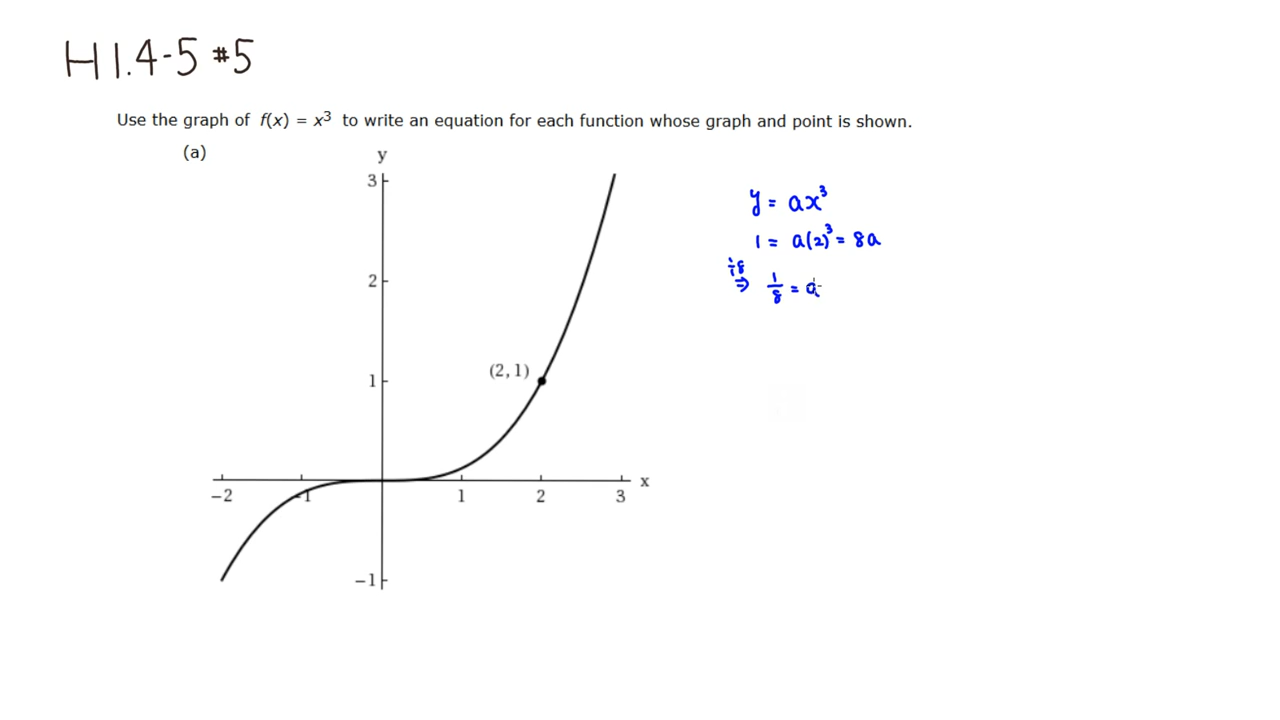 H 1.4-5 #5
Use the graph of f(x) = x³ to write an equation for each function whose graph and point is shown.
(a)
y
3
2
1
(2, 1)
x
−2
−1
1
2
3
−1
y = ax³
1 = a(2)³ = 8a
÷8
⇒ 1/8 = a